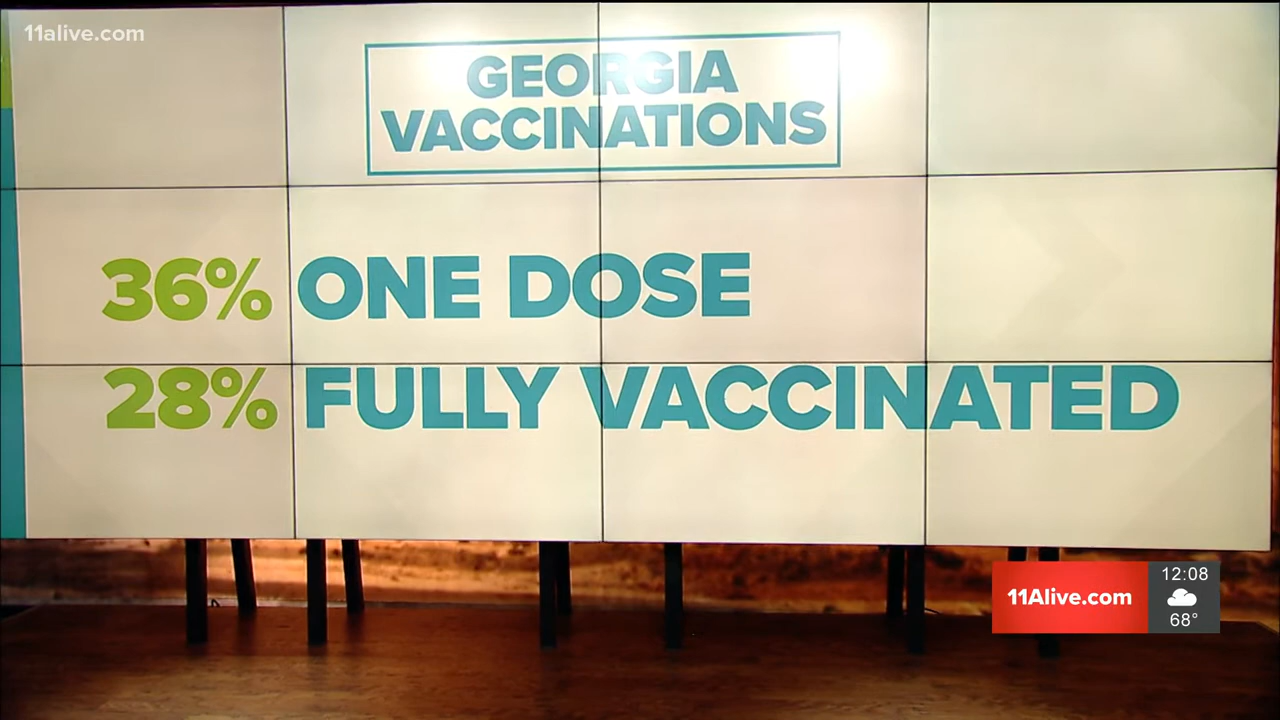 11alive.com
GEORGIA
VACCINATIONS
36% ONE DOSE
28% FULLY VACCINATED
11Alive.com
12:08
68°